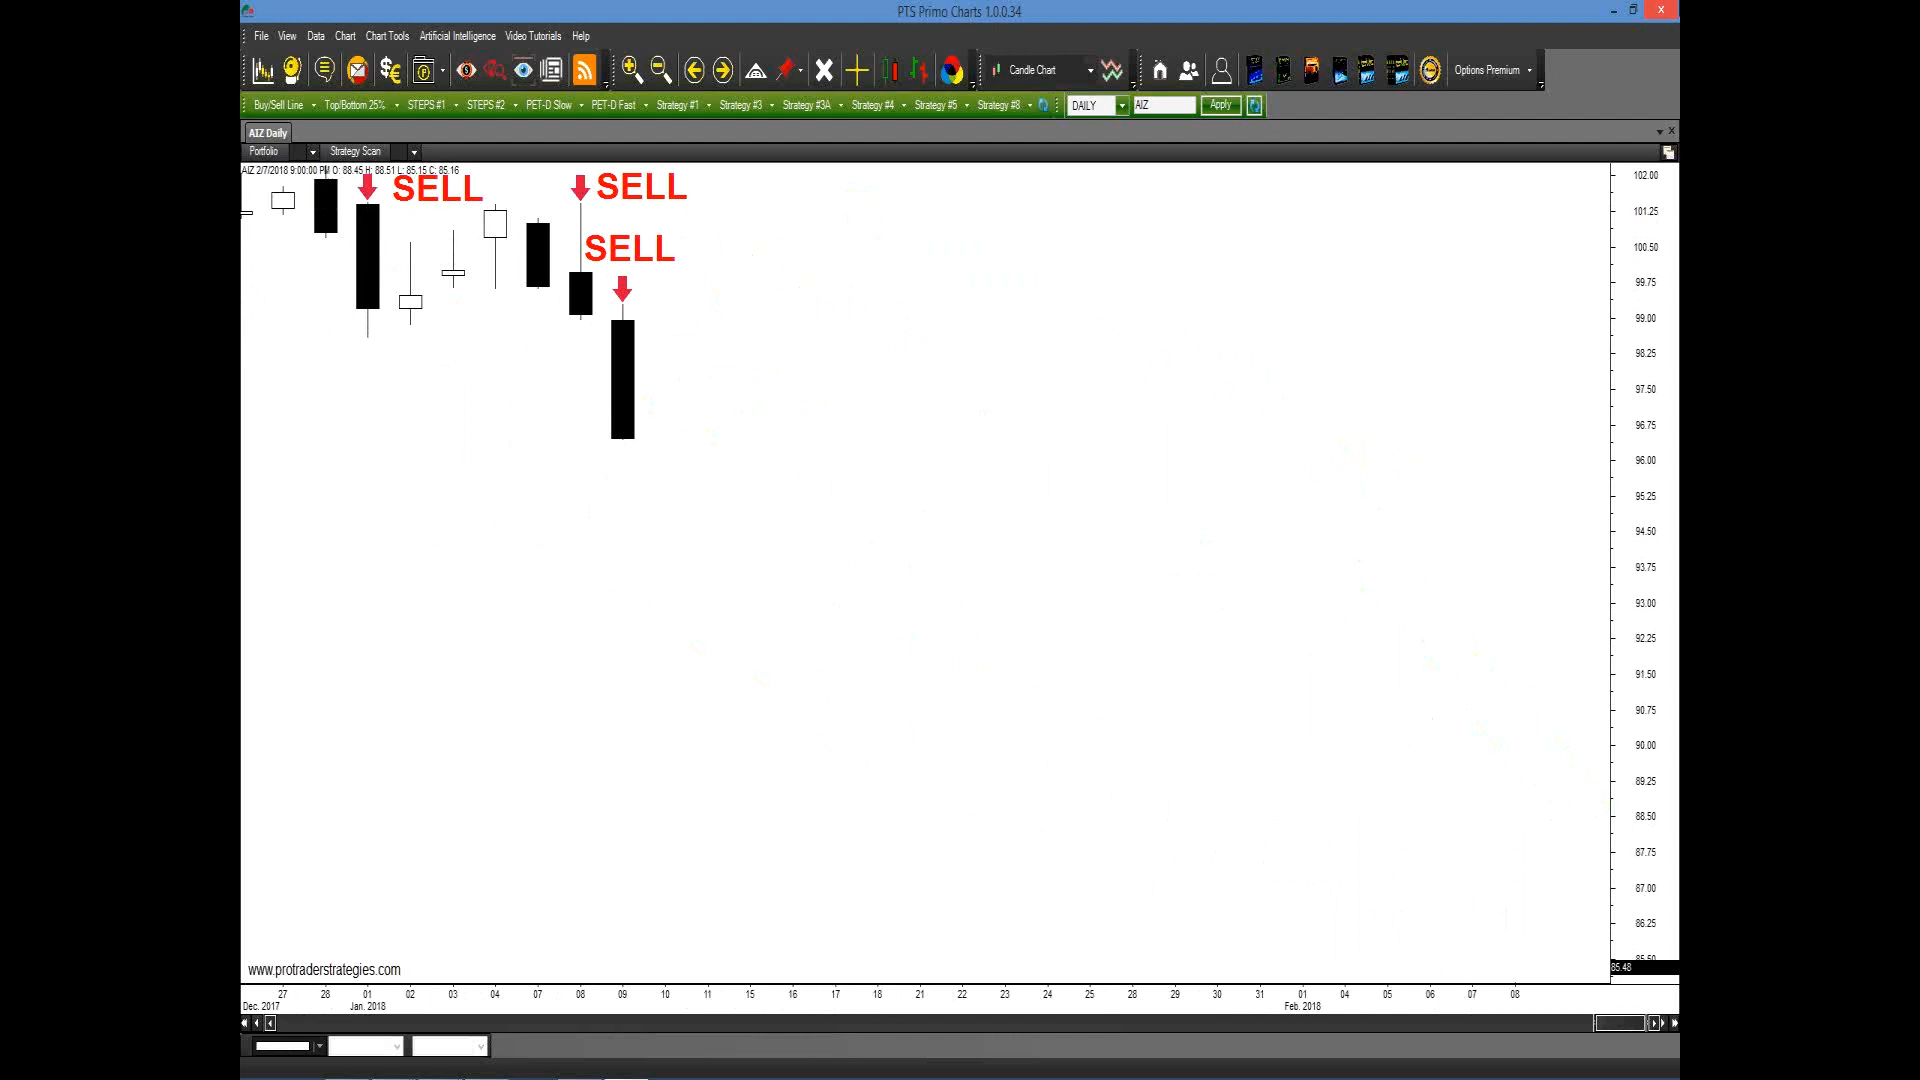 PTS Primo Charts 1.0.0.34
File View Data Chart Chart Tools Artificial Intelligence Video Tutorials Help
Candle Chart Options Premium
Buy/Sell Line Top/Bottom 25% STEPS #1 STEPS #2 PET-D Slow PET-D Fast Strategy #1 Strategy #3 Strategy #3A Strategy #4 Strategy #5 Strategy #8 DAILY AIZ Apply
AIZ Daily
Portfolio Strategy Scan
AIZ 2/7/2018 9:00:00 PM O: 88.45 H: 88.51 L: 85.15 C: 85.16
SELL
SELL
SELL
102.00
101.25
100.50
99.75
99.00
98.25
97.50
96.75
96.00
95.25
94.50
93.75
93.00
92.25
91.50
90.75
90.00
89.25
88.50
87.75
87.00
86.25
85.50
85.48
www.protraderstrategies.com
27 28 01 02 03 04 07 08 09 10 11 14 15 16 17 18 21 22 23 24 25 28 29 30 31 01 04 05 06 07 08
Dec. 2017 Jan. 2018 Feb. 2018